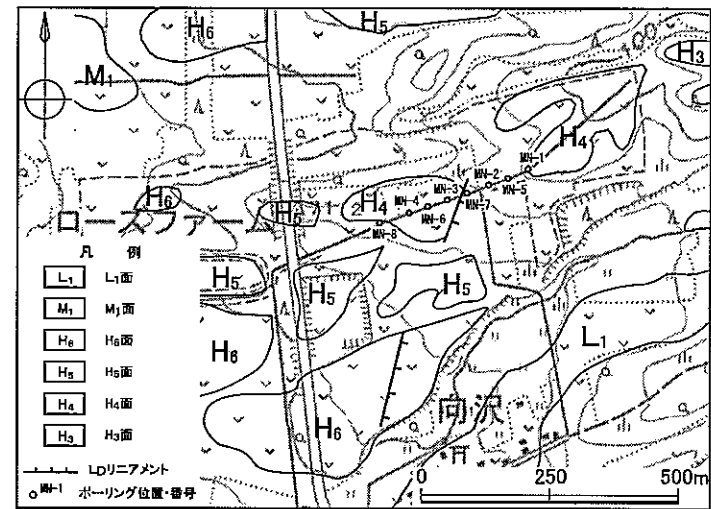 H₆
H₅
100
H₃
M₁
H₄
MN-1
MN-2
MN-5
MN-3
MN-7
MN-4
MN-6
MN-8
H₆
H₅
H₄
ロースファーム
H₅
H₅
H₅
H₆
H₆
L₁
向沢
凡 例
L₁ L₁面
M₁ M₁面
H₆ H₆面
H₅ H₅面
H₄ H₄面
H₃ H₃面
LDリニアメント
MN-1 ボーリング位置・番号
0 250 500m